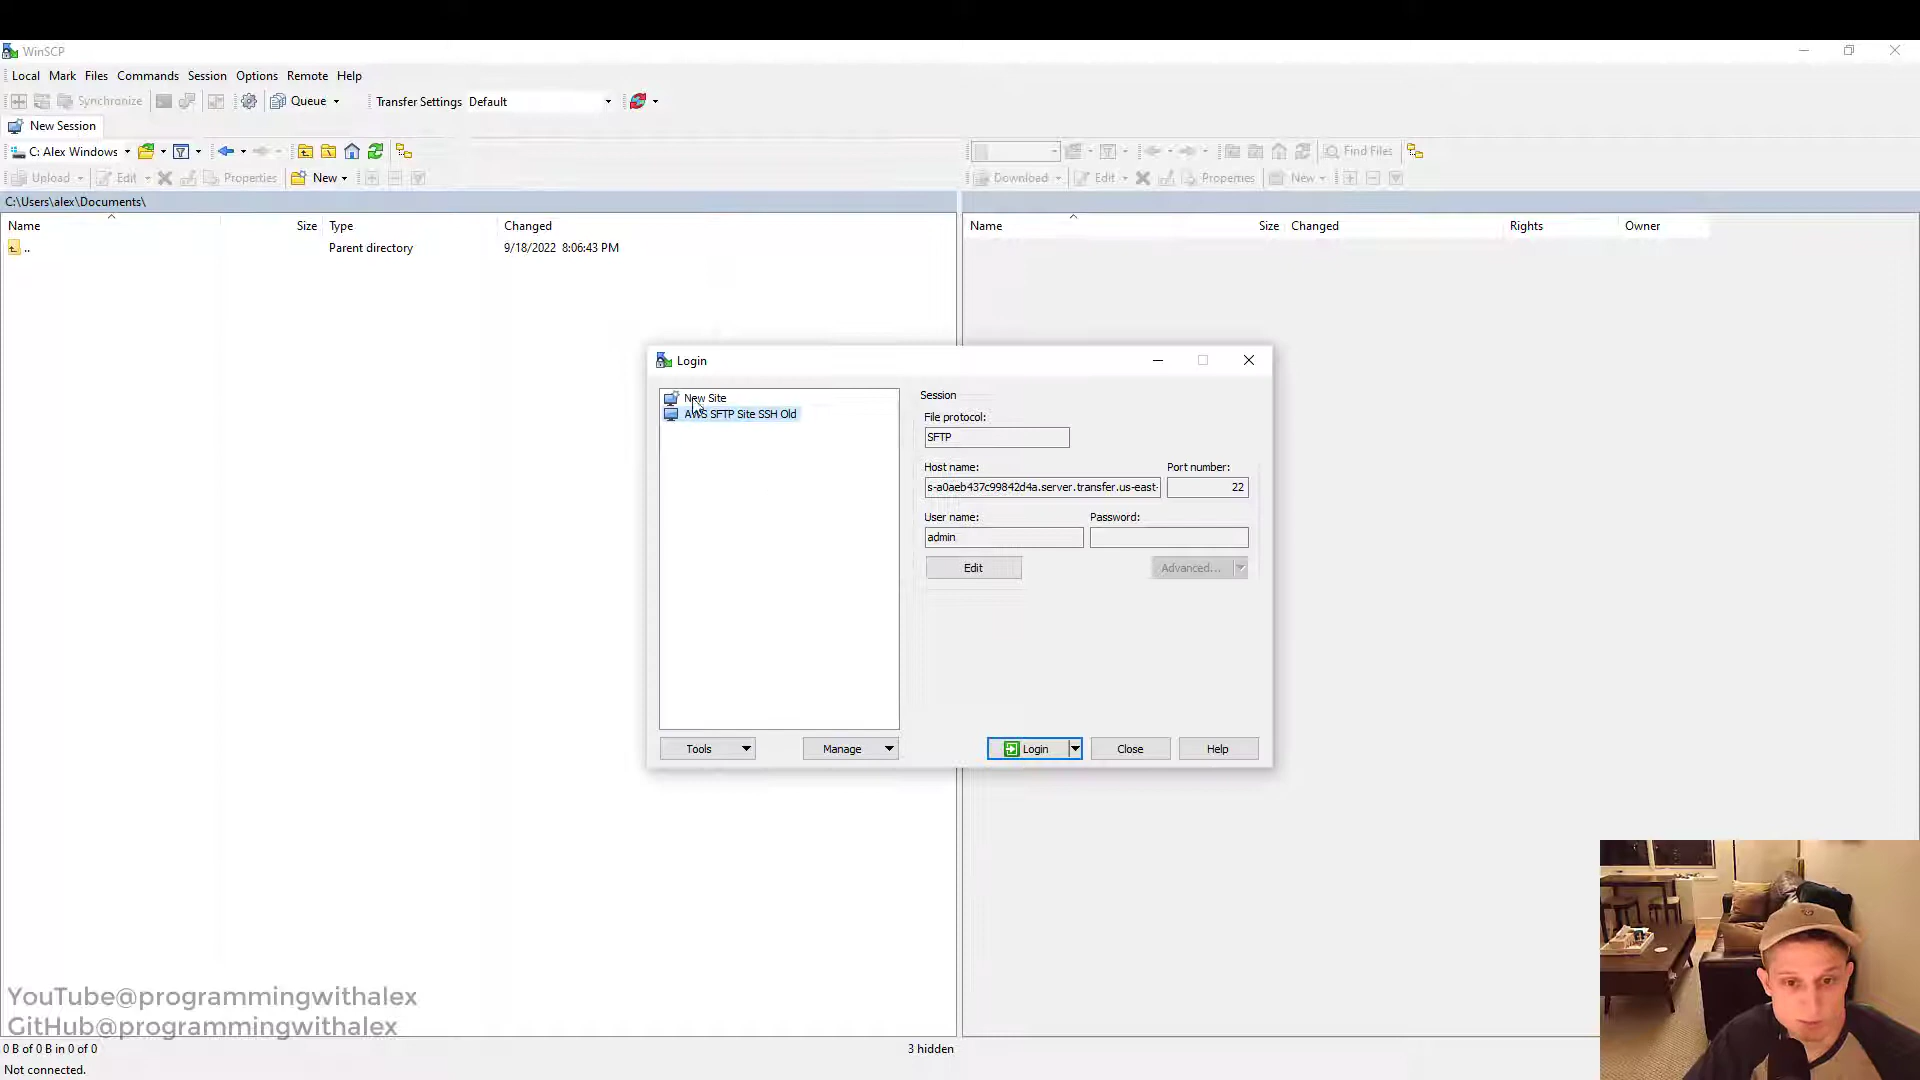 WinSCP
Local Mark Files Commands Session Options Remote Help
Synchronize Queue Transfer Settings Default
New Session
C: Alex Windows Find Files
Upload Edit Properties New Download Edit Properties New
C:\Users\alex\Documents\
Name Size Type Changed Name Size Changed Rights Owner
.. Parent directory 9/18/2022 8:06:43 PM
Login
New Site
AWS SFTP Site SSH Old
Session
File protocol:
SFTP
Host name: Port number:
s-a0aeb437c99842d4a.server.transfer.us-east- 22
User name: Password:
admin
Edit Advanced...
Tools Manage Login Close Help
YouTube@programmingwithalex
GitHub@programmingwithalex
0 B of 0 B in 0 of 0 3 hidden
Not connected.